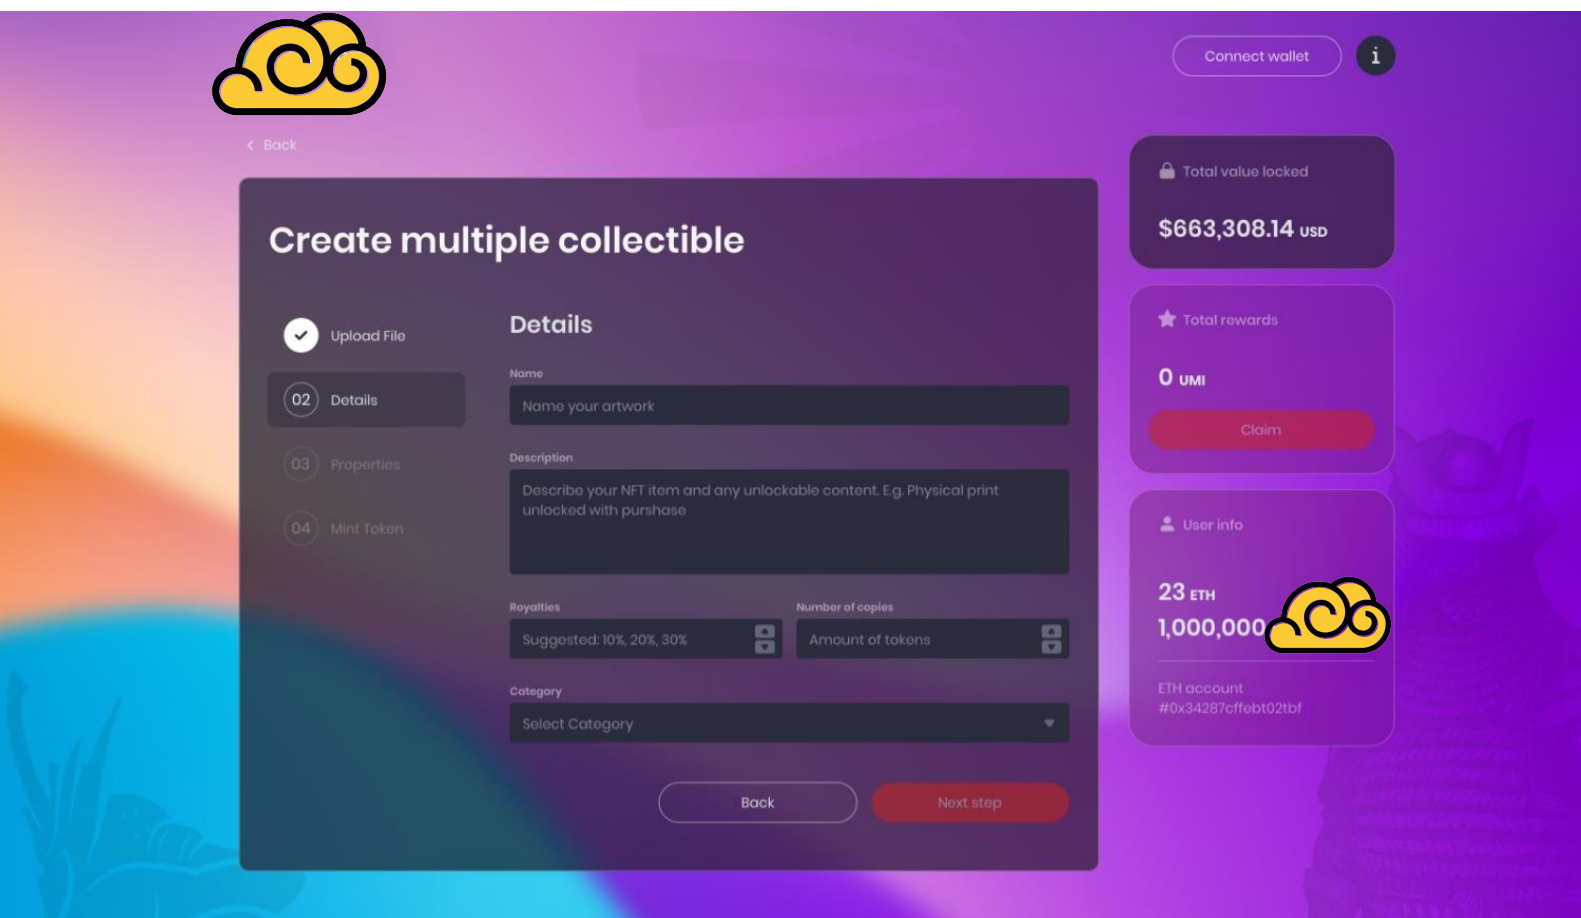 Connect wallet
i
Back
Create multiple collectible
Upload File
02 Details
03 Properties
04 Mint Token
Details
Name
Name your artwork
Description
Describe your NFT item and any unlockable content. E.g. Physical print
unlocked with purshase
Royalties
Suggested: 10%, 20%, 30%
Number of copies
Amount of tokens
Category
Select Category
Back
Next step
Total value locked
$663,308.14 USD
Total rewards
0 UMI
Claim
User info
23 ETH
1,000,000
ETH account
#0x34287cffebt02tbf